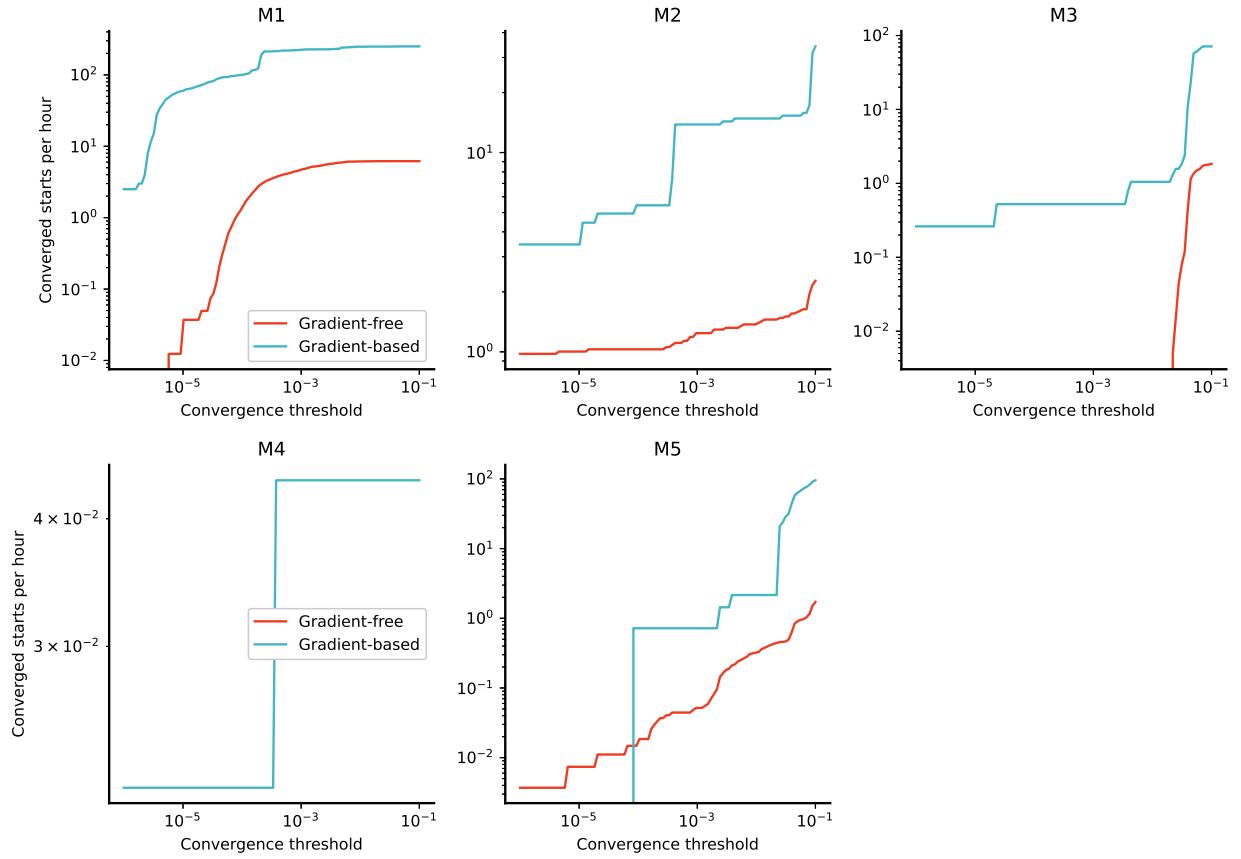 M1
M2
M3
Converged starts per hour
10²
10¹
10⁰
10⁻¹
10⁻²
10⁻⁵
10⁻³
10⁻¹
Convergence threshold
Gradient-free
Gradient-based
10¹
10⁰
10⁻⁵
10⁻³
10⁻¹
Convergence threshold
10²
10¹
10⁰
10⁻¹
10⁻²
10⁻⁵
10⁻³
10⁻¹
Convergence threshold
M4
M5
Converged starts per hour
4 × 10⁻²
3 × 10⁻²
Gradient-free
Gradient-based
10⁻⁵
10⁻³
10⁻¹
Convergence threshold
10²
10¹
10⁰
10⁻¹
10⁻²
10⁻⁵
10⁻³
10⁻¹
Convergence threshold